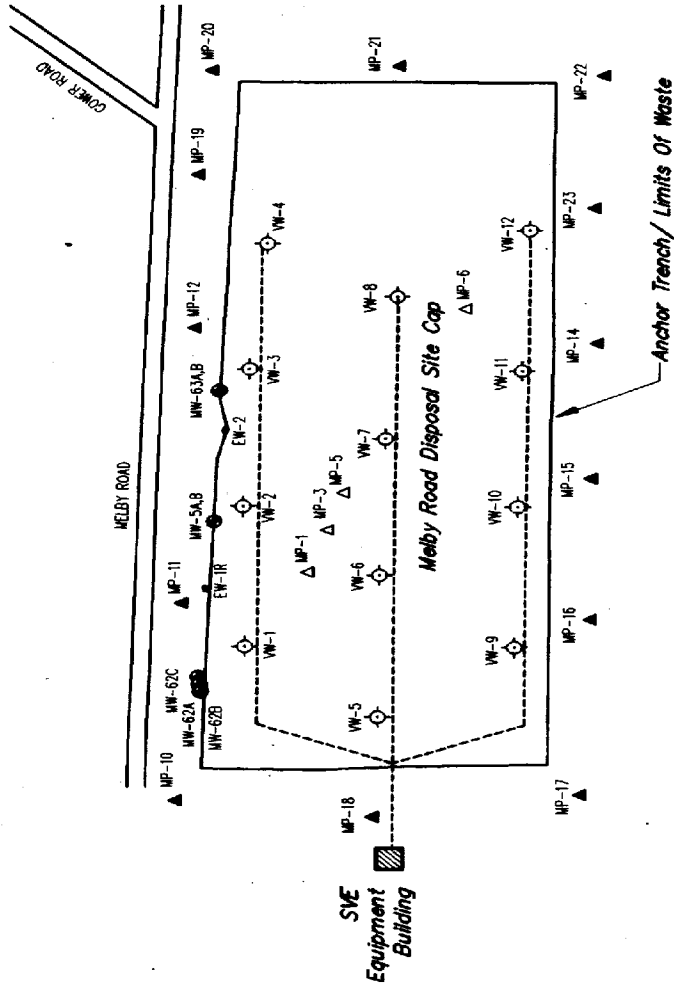 GOWER ROAD
MELBY ROAD
MP-10
MP-11
MP-12
MP-19
MP-20
MP-21
MP-22
MP-23
MP-14
MP-15
MP-16
MP-17
MP-18
MW-62A
MW-62C
MW-62B
EW-1R
MW-5A,B
EW-2
MW-63A,B
VW-1
VW-2
VW-3
VW-4
MP-1
MP-3
MP-5
MP-6
VW-5
VW-6
VW-7
VW-8
Melby Road Disposal Site Cap
VW-9
VW-10
VW-11
VW-12
SVE
Equipment
Building
Anchor Trench/ Limits Of Waste